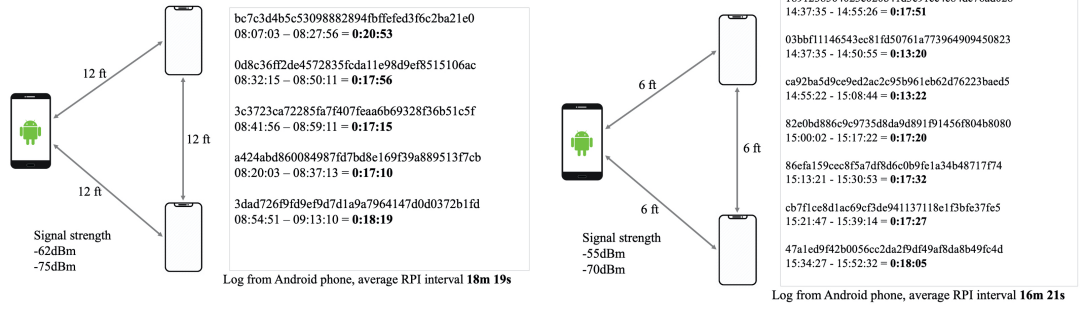 12 ft
12 ft
12 ft
Signal strength
-62dBm
-75dBm
bc7c3d4b5c53098882894fbffefed3f6c2ba21e0
08:07:03 – 08:27:56 = 0:20:53
0d8c36ff2de4572835fcda11e98d9ef8515106ac
08:32:15 – 08:50:11 = 0:17:56
3c3723ca72285fa7f407feaa6b69328f36b51c5f
08:41:56 – 08:59:11 = 0:17:15
a424abd860084987fd7bd8e169f39a889513f7cb
08:20:03 – 08:37:13 = 0:17:10
3dad726f9fd9ef9d7d1a9a7964147d0d0372b1fd
08:54:51 – 09:13:10 = 0:18:19
Log from Android phone, average RPI interval 18m 19s
6 ft
6 ft
6 ft
Signal strength
-55dBm
-70dBm
14:37:35 - 14:55:26 = 0:17:51
03bbf11146543ec81fd50761a773964909450823
14:37:35 - 14:50:55 = 0:13:20
ca92ba5d9ce9ed2ac2c95b961eb62d76223baed5
14:55:22 - 15:08:44 = 0:13:22
82e0bd886c9c9735d8da9d891f91456f804b8080
15:00:02 - 15:17:22 = 0:17:20
86efa159cec8f5a7df8d6c0b9fe1a34b48717f74
15:13:21 - 15:30:53 = 0:17:32
cb7f1ce8d1ac69cf3de941137118e1f3bfe37fe5
15:21:47 - 15:39:14 = 0:17:27
47a1ed9f42b0056cc2da2f9df49af8da8b49fc4d
15:34:27 - 15:52:32 = 0:18:05
Log from Android phone, average RPI interval 16m 21s